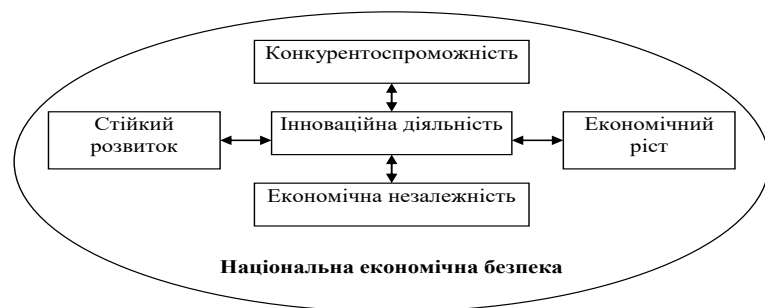 Конкурентоспроможність
Стійкий
розвиток
Інноваційна діяльність
Економічний
ріст
Економічна незалежність
Національна економічна безпека